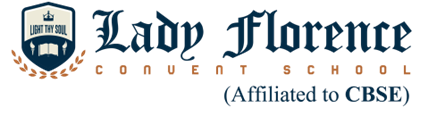 LIGHT THY SOUL
Lady Florence
CONVENT SCHOOL
(Affiliated to CBSE)